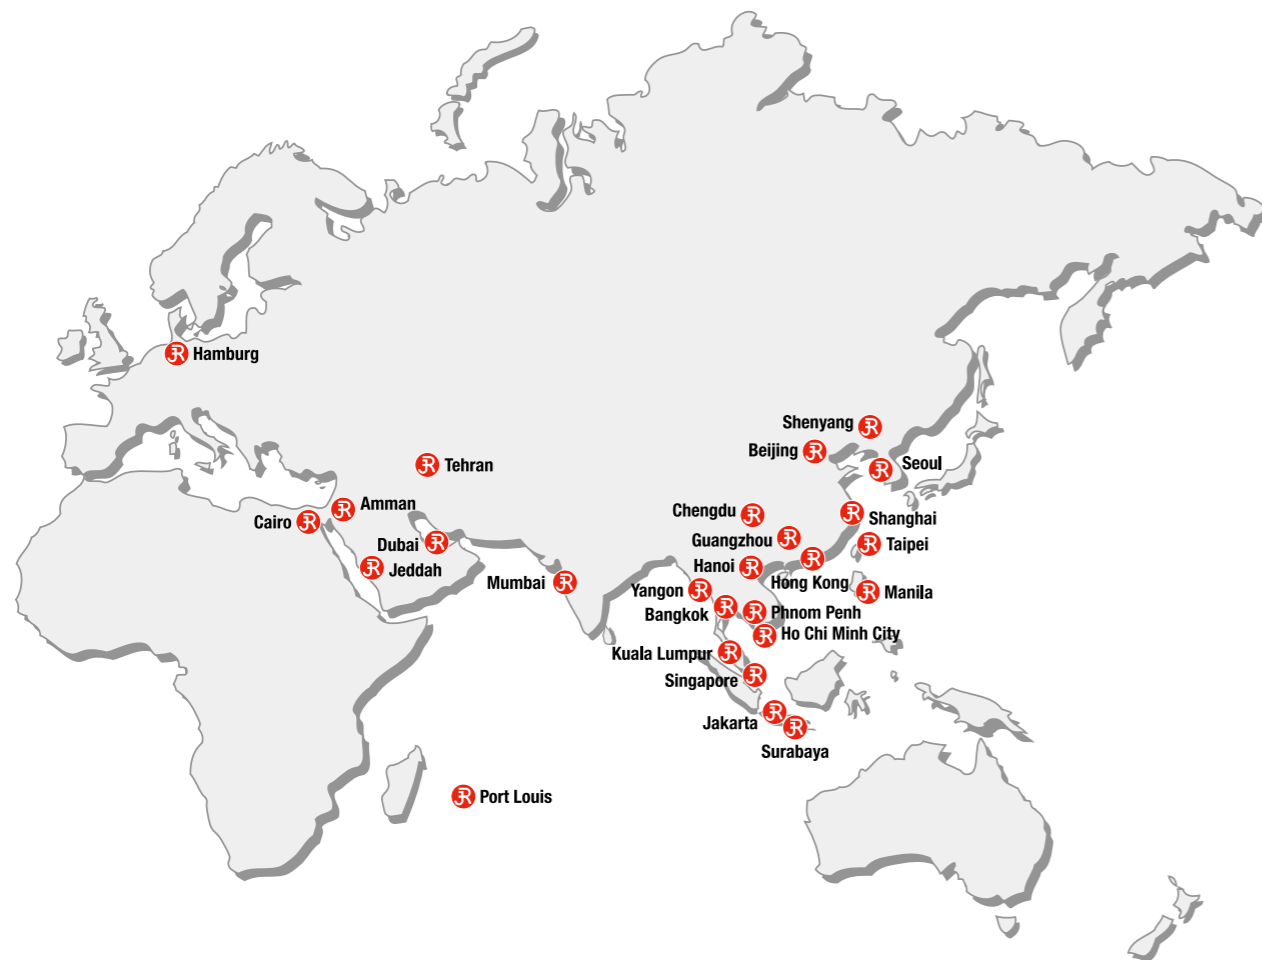 Hamburg
Shenyang
Beijing
Seoul
Tehran
Amman
Chengdu
Shanghai
Cairo
Guangzhou
Dubai
Taipei
Hanoi
Jeddah
Hong Kong
Mumbai
Yangon
Manila
Bangkok
Phnom Penh
Ho Chi Minh City
Kuala Lumpur
Singapore
Jakarta
Surabaya
Port Louis